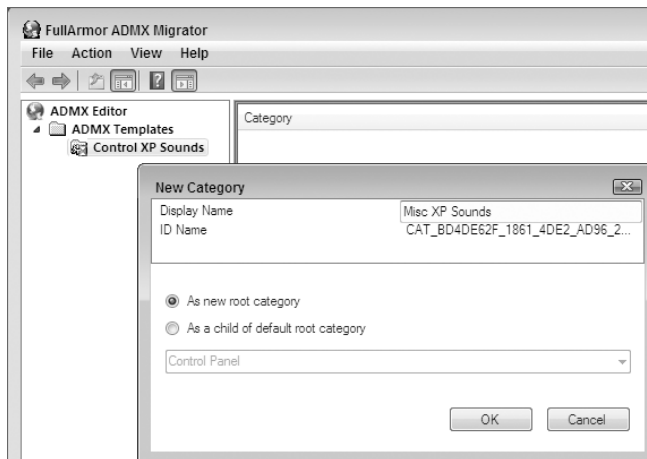 FullArmor ADMX Migrator
File Action View Help
ADMX Editor
ADMX Templates
Control XP Sounds
Category
New Category
Display Name Misc XP Sounds
ID Name CAT_BD4DE62F_1861_4DE2_AD96_2...
As new root category
As a child of default root category
Control Panel
OK Cancel